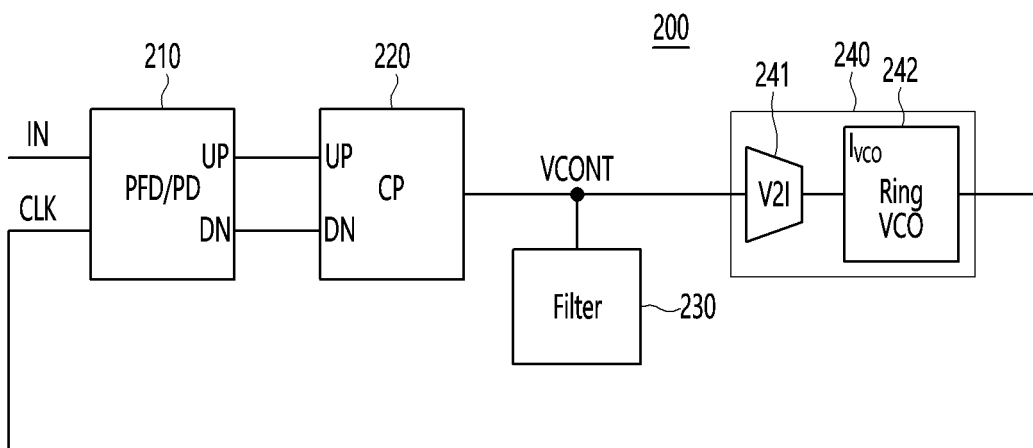 200
210
220
240
241
242
IN
CLK
UP
PFD/PD
DN
UP
CP
DN
VCONT
V2I
IVCO
Ring
VCO
Filter
230